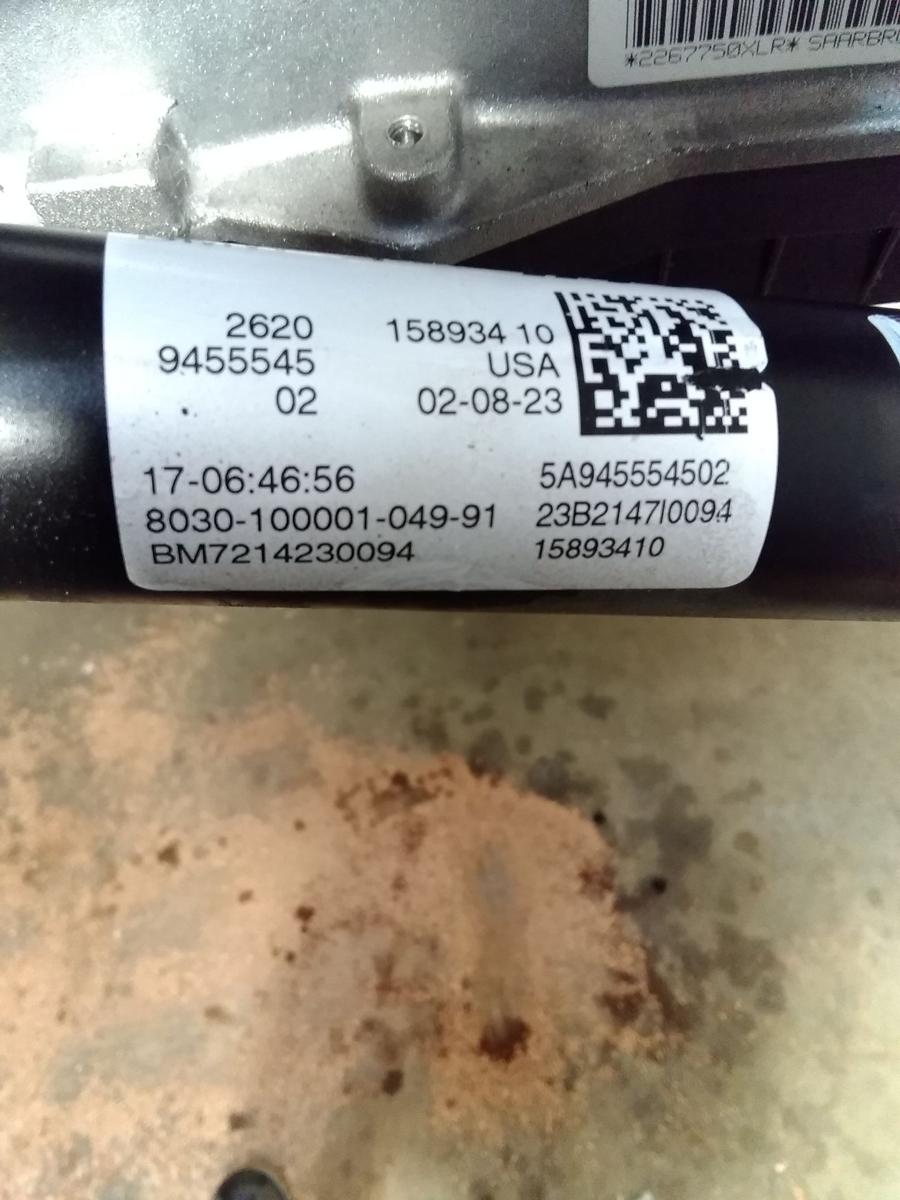 *2267750XLR* SAARBR
2620 158934 10
9455545 USA
02 02-08-23
17-06:46:56 5A945554502
8030-100001-049-91 23B2147I0094
BM7214230094 15893410